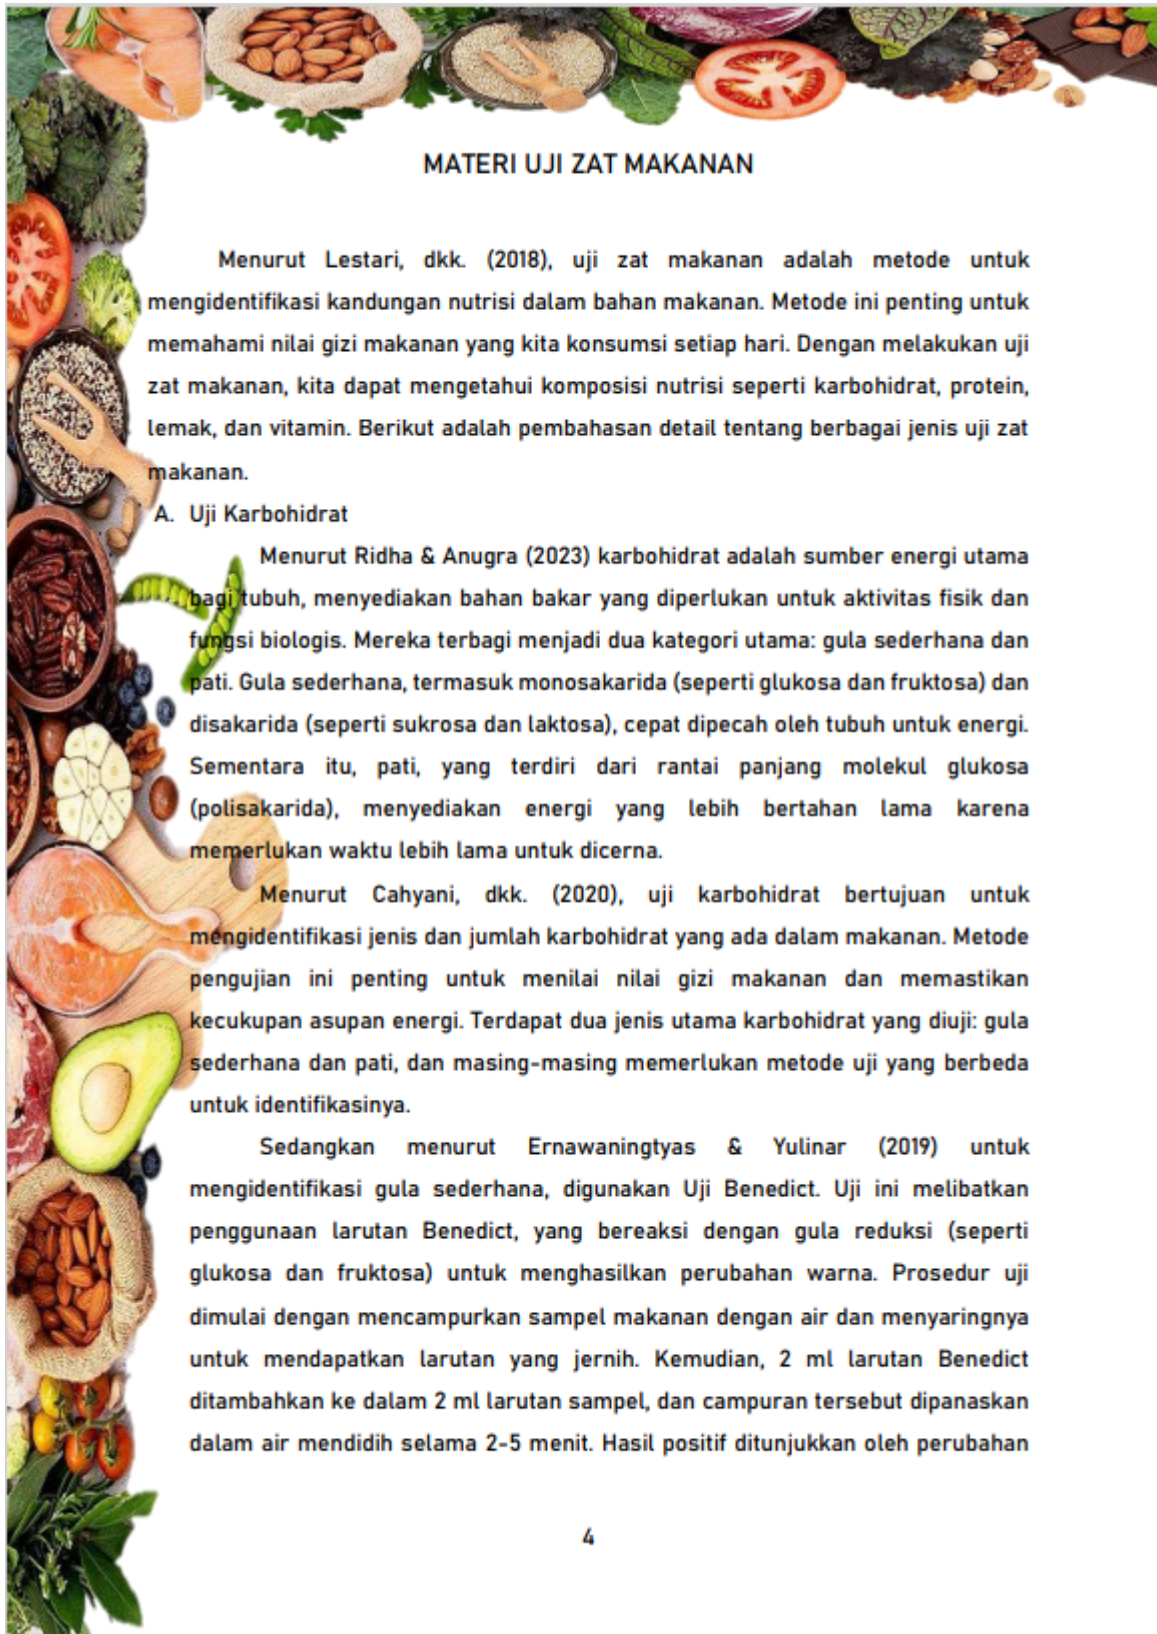 MATERI UJI ZAT MAKANAN
Menurut Lestari, dkk. (2018), uji zat makanan adalah metode untuk
mengidentifikasi kandungan nutrisi dalam bahan makanan. Metode ini penting untuk
memahami nilai gizi makanan yang kita konsumsi setiap hari. Dengan melakukan uji
zat makanan, kita dapat mengetahui komposisi nutrisi seperti karbohidrat, protein,
lemak, dan vitamin. Berikut adalah pembahasan detail tentang berbagai jenis uji zat
makanan.
A. Uji Karbohidrat
Menurut Ridha & Anugra (2023) karbohidrat adalah sumber energi utama
bagi tubuh, menyediakan bahan bakar yang diperlukan untuk aktivitas fisik dan
fungsi biologis. Mereka terbagi menjadi dua kategori utama: gula sederhana dan
pati. Gula sederhana, termasuk monosakarida (seperti glukosa dan fruktosa) dan
disakarida (seperti sukrosa dan laktosa), cepat dipecah oleh tubuh untuk energi.
Sementara itu, pati, yang terdiri dari rantai panjang molekul glukosa
(polisakarida), menyediakan energi yang lebih bertahan lama karena
memerlukan waktu lebih lama untuk dicerna.
Menurut Cahyani, dkk. (2020), uji karbohidrat bertujuan untuk
mengidentifikasi jenis dan jumlah karbohidrat yang ada dalam makanan. Metode
pengujian ini penting untuk menilai nilai gizi makanan dan memastikan
kecukupan asupan energi. Terdapat dua jenis utama karbohidrat yang diuji: gula
sederhana dan pati, dan masing-masing memerlukan metode uji yang berbeda
untuk identifikasinya.
Sedangkan menurut Ernawaningtyas & Yulinar (2019) untuk
mengidentifikasi gula sederhana, digunakan Uji Benedict. Uji ini melibatkan
penggunaan larutan Benedict, yang bereaksi dengan gula reduksi (seperti
glukosa dan fruktosa) untuk menghasilkan perubahan warna. Prosedur uji
dimulai dengan mencampurkan sampel makanan dengan air dan menyaringnya
untuk mendapatkan larutan yang jernih. Kemudian, 2 ml larutan Benedict
ditambahkan ke dalam 2 ml larutan sampel, dan campuran tersebut dipanaskan
dalam air mendidih selama 2-5 menit. Hasil positif ditunjukkan oleh perubahan
4